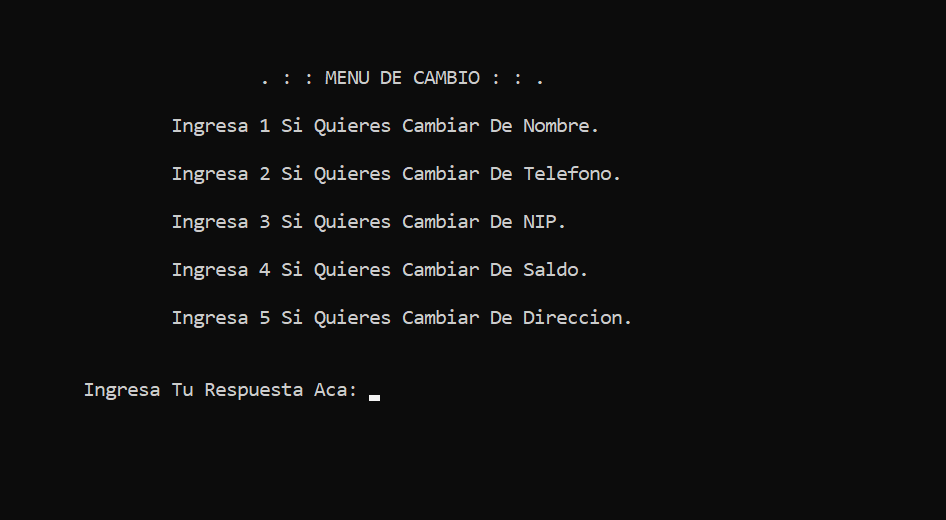 . : : MENU DE CAMBIO : : .
Ingresa 1 Si Quieres Cambiar De Nombre.
Ingresa 2 Si Quieres Cambiar De Telefono.
Ingresa 3 Si Quieres Cambiar De NIP.
Ingresa 4 Si Quieres Cambiar De Saldo.
Ingresa 5 Si Quieres Cambiar De Direccion.
Ingresa Tu Respuesta Aca: